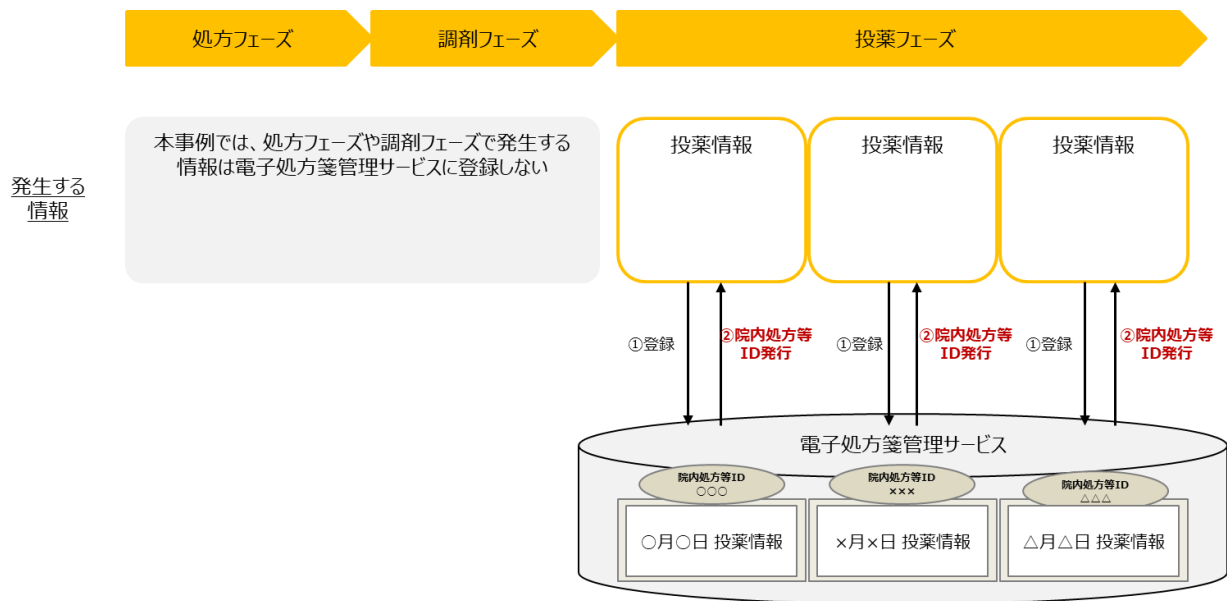 処方フェーズ
調剤フェーズ
投薬フェーズ
発生する
情報
本事例では、処方フェーズや調剤フェーズで発生する
情報は電子処方箋管理サービスに登録しない
投薬情報
投薬情報
投薬情報
①登録
②院内処方等
ID発行
①登録
②院内処方等
ID発行
①登録
②院内処方等
ID発行
電子処方箋管理サービス
院内処方等ID
○○○
院内処方等ID
×××
院内処方等ID
△△△
○月○日 投薬情報
×月×日 投薬情報
△月△日 投薬情報